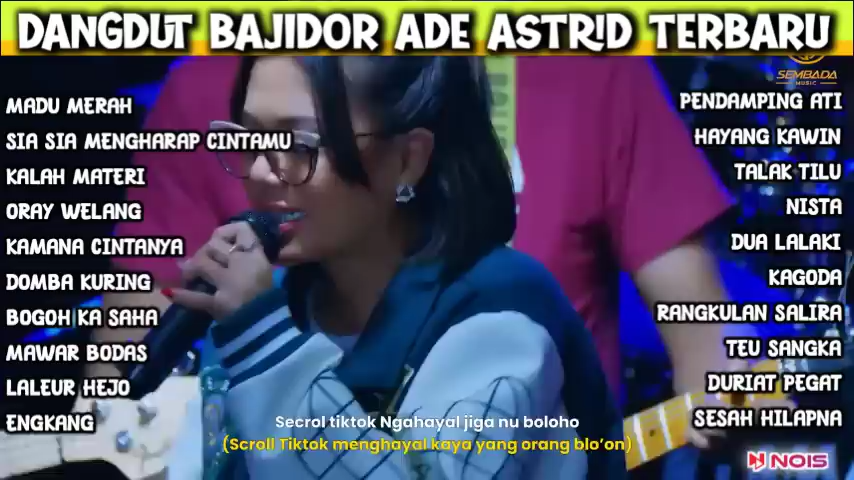 DANGDUT BAJIDOR ADE ASTRID TERBARU
SEMBADA
MUSIC
MADU MERAH
SIA SIA MENGHARAP CINTAMU
KALAH MATERI
ORAY WELANG
KAMANA CINTANYA
DOMBA KURING
BOGOH KA SAHA
MAWAR BODAS
LALEUR HEJO
ENGKANG
PENDAMPING ATI
HAYANG KAWIN
TALAK TILU
NISTA
DUA LALAKI
KAGODA
RANGKULAN SALIRA
TEU SANGKA
DURIAT PEGAT
SESAH HILAPNA
Secrol tiktok Ngahayal jiga nu boloho
(Scroll Tiktok menghayal kaya yang orang blo'on)
NOIS